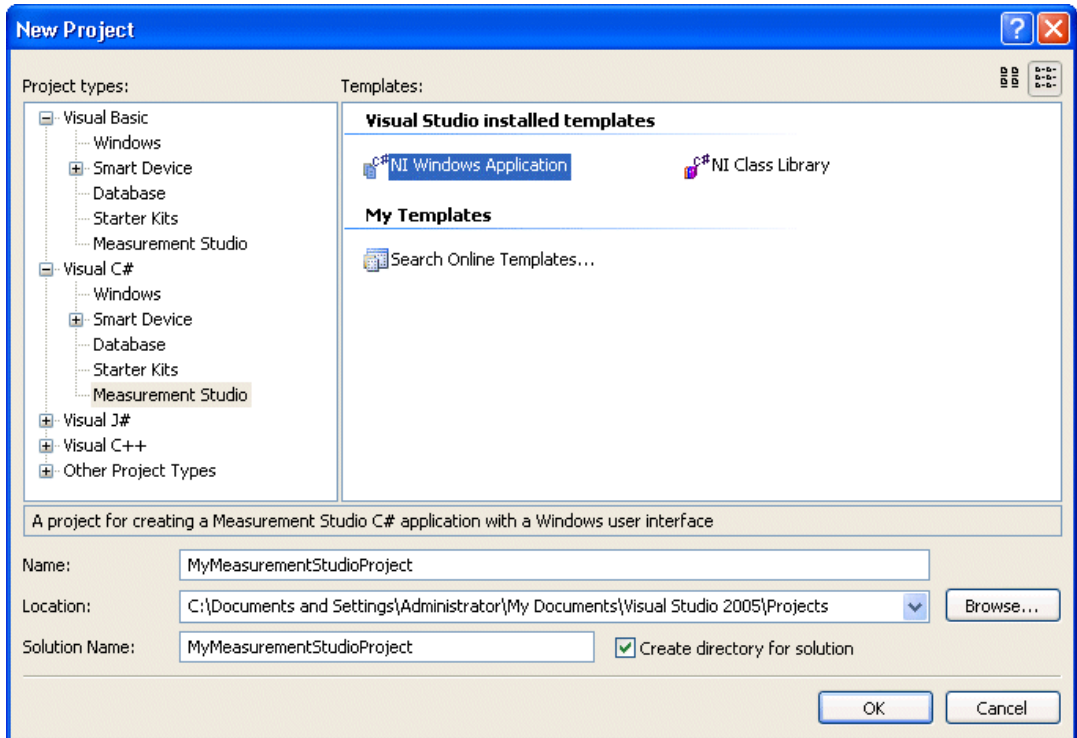 New Project
Project types:
Templates:
Visual Basic
Windows
Smart Device
Database
Starter Kits
Measurement Studio
Visual C#
Windows
Smart Device
Database
Starter Kits
Measurement Studio
Visual J#
Visual C++
Other Project Types
Visual Studio installed templates
C# NI Windows Application
C# NI Class Library
My Templates
Search Online Templates...
A project for creating a Measurement Studio C# application with a Windows user interface
Name: MyMeasurementStudioProject
Location: C:\Documents and Settings\Administrator\My Documents\Visual Studio 2005\Projects Browse...
Solution Name: MyMeasurementStudioProject Create directory for solution
OK Cancel